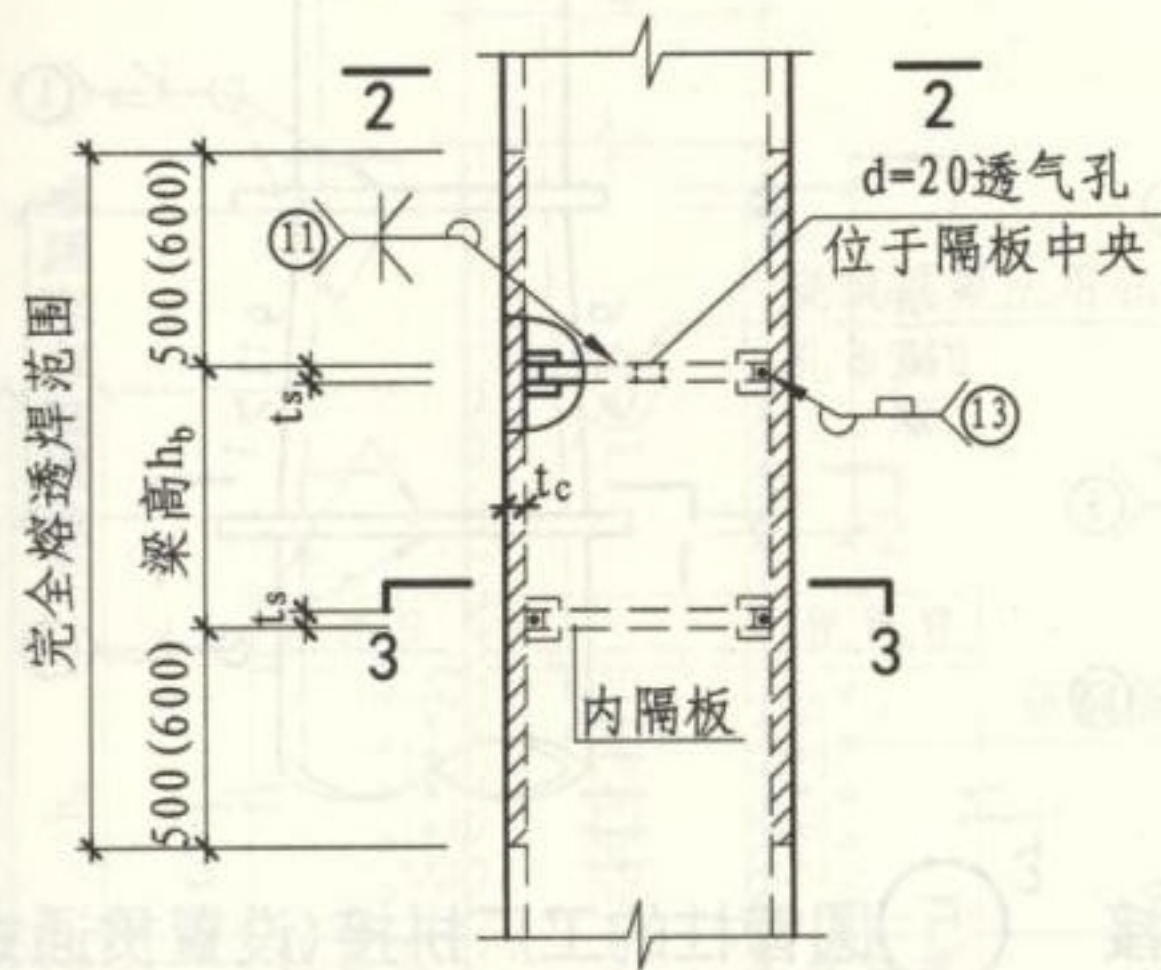 2
2
d=20透气孔
位于隔板中央
11
500(600)
完全熔透焊范围
ts
13
梁高hb
tc
ts
3
3
内隔板
500(600)